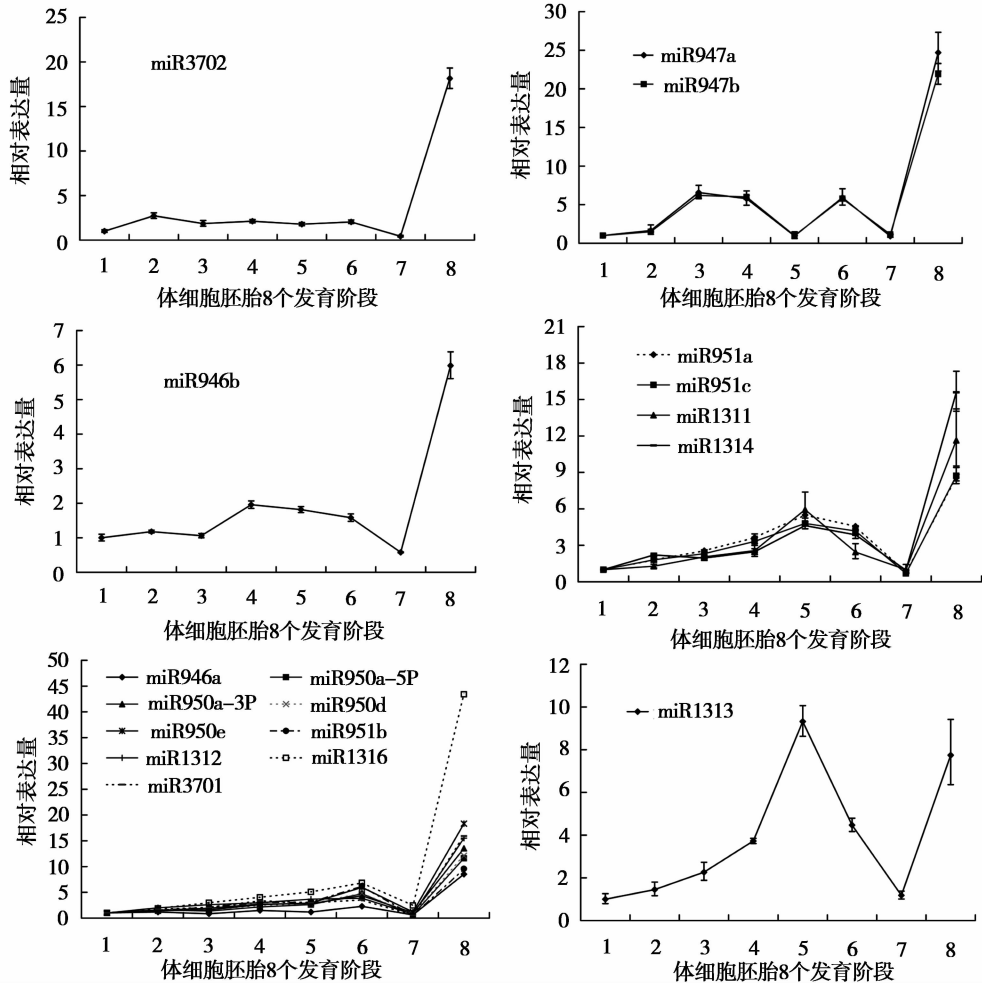 25
20
15
10
5
0
miR3702
相对表达量
1 2 3 4 5 6 7 8
体细胞胚胎8个发育阶段
30
25
20
15
10
5
0
miR947a
miR947b
相对表达量
1 2 3 4 5 6 7 8
体细胞胚胎8个发育阶段
7
6
5
4
3
2
1
0
miR946b
相对表达量
1 2 3 4 5 6 7 8
体细胞胚胎8个发育阶段
21
18
15
12
9
6
3
0
miR951a
miR951c
miR1311
miR1314
相对表达量
1 2 3 4 5 6 7 8
体细胞胚胎8个发育阶段
50
45
40
35
30
25
20
15
10
5
0
miR946a miR950a-5P
miR950a-3P miR950d
miR950e miR951b
miR1312 miR1316
miR3701
相对表达量
1 2 3 4 5 6 7 8
体细胞胚胎8个发育阶段
12
10
8
6
4
2
0
miR1313
相对表达量
1 2 3 4 5 6 7 8
体细胞胚胎8个发育阶段